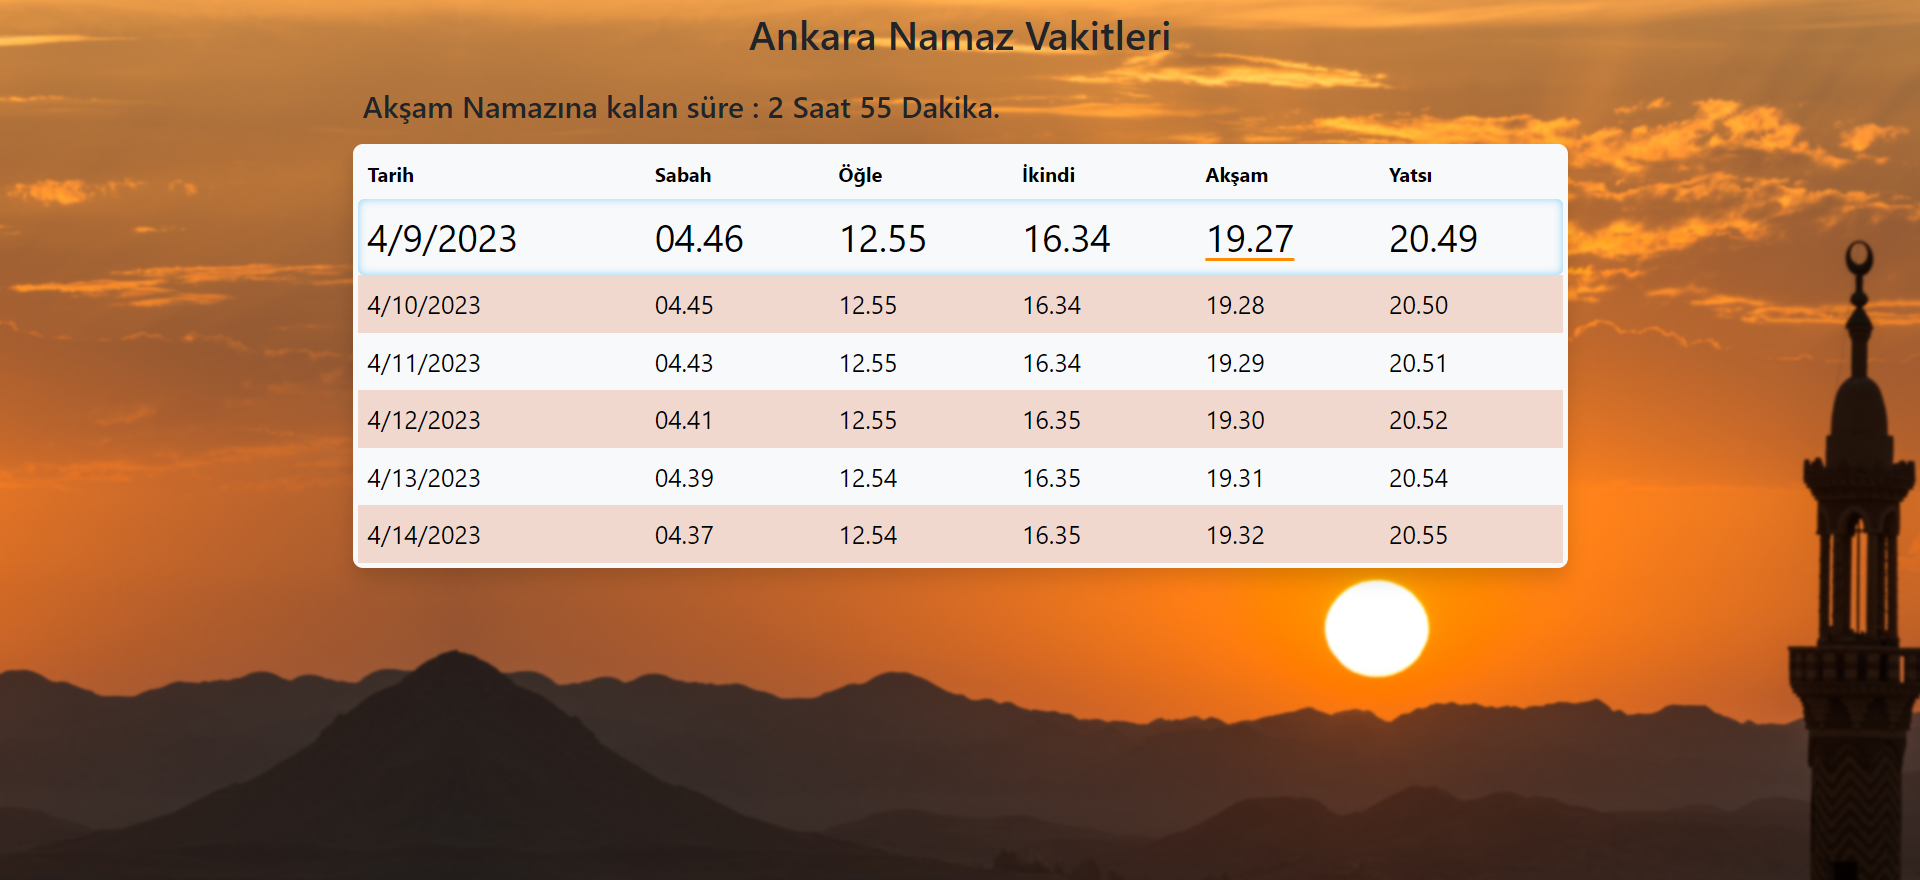 Ankara Namaz Vakitleri
Akşam Namazına kalan süre : 2 Saat 55 Dakika.
Tarih Sabah Öğle İkindi Akşam Yatsı
4/9/2023 04.46 12.55 16.34 19.27 20.49
4/10/2023 04.45 12.55 16.34 19.28 20.50
4/11/2023 04.43 12.55 16.34 19.29 20.51
4/12/2023 04.41 12.55 16.35 19.30 20.52
4/13/2023 04.39 12.54 16.35 19.31 20.54
4/14/2023 04.37 12.54 16.35 19.32 20.55